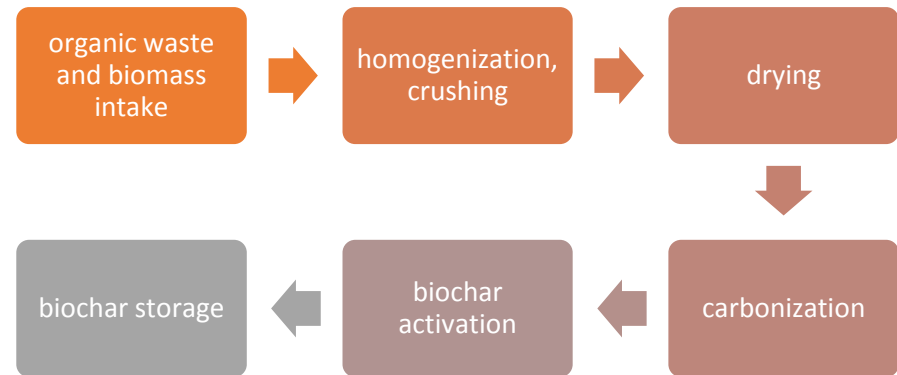 organic waste
and biomass
intake
homogenization,
crushing
drying
carbonization
biochar
activation
biochar storage